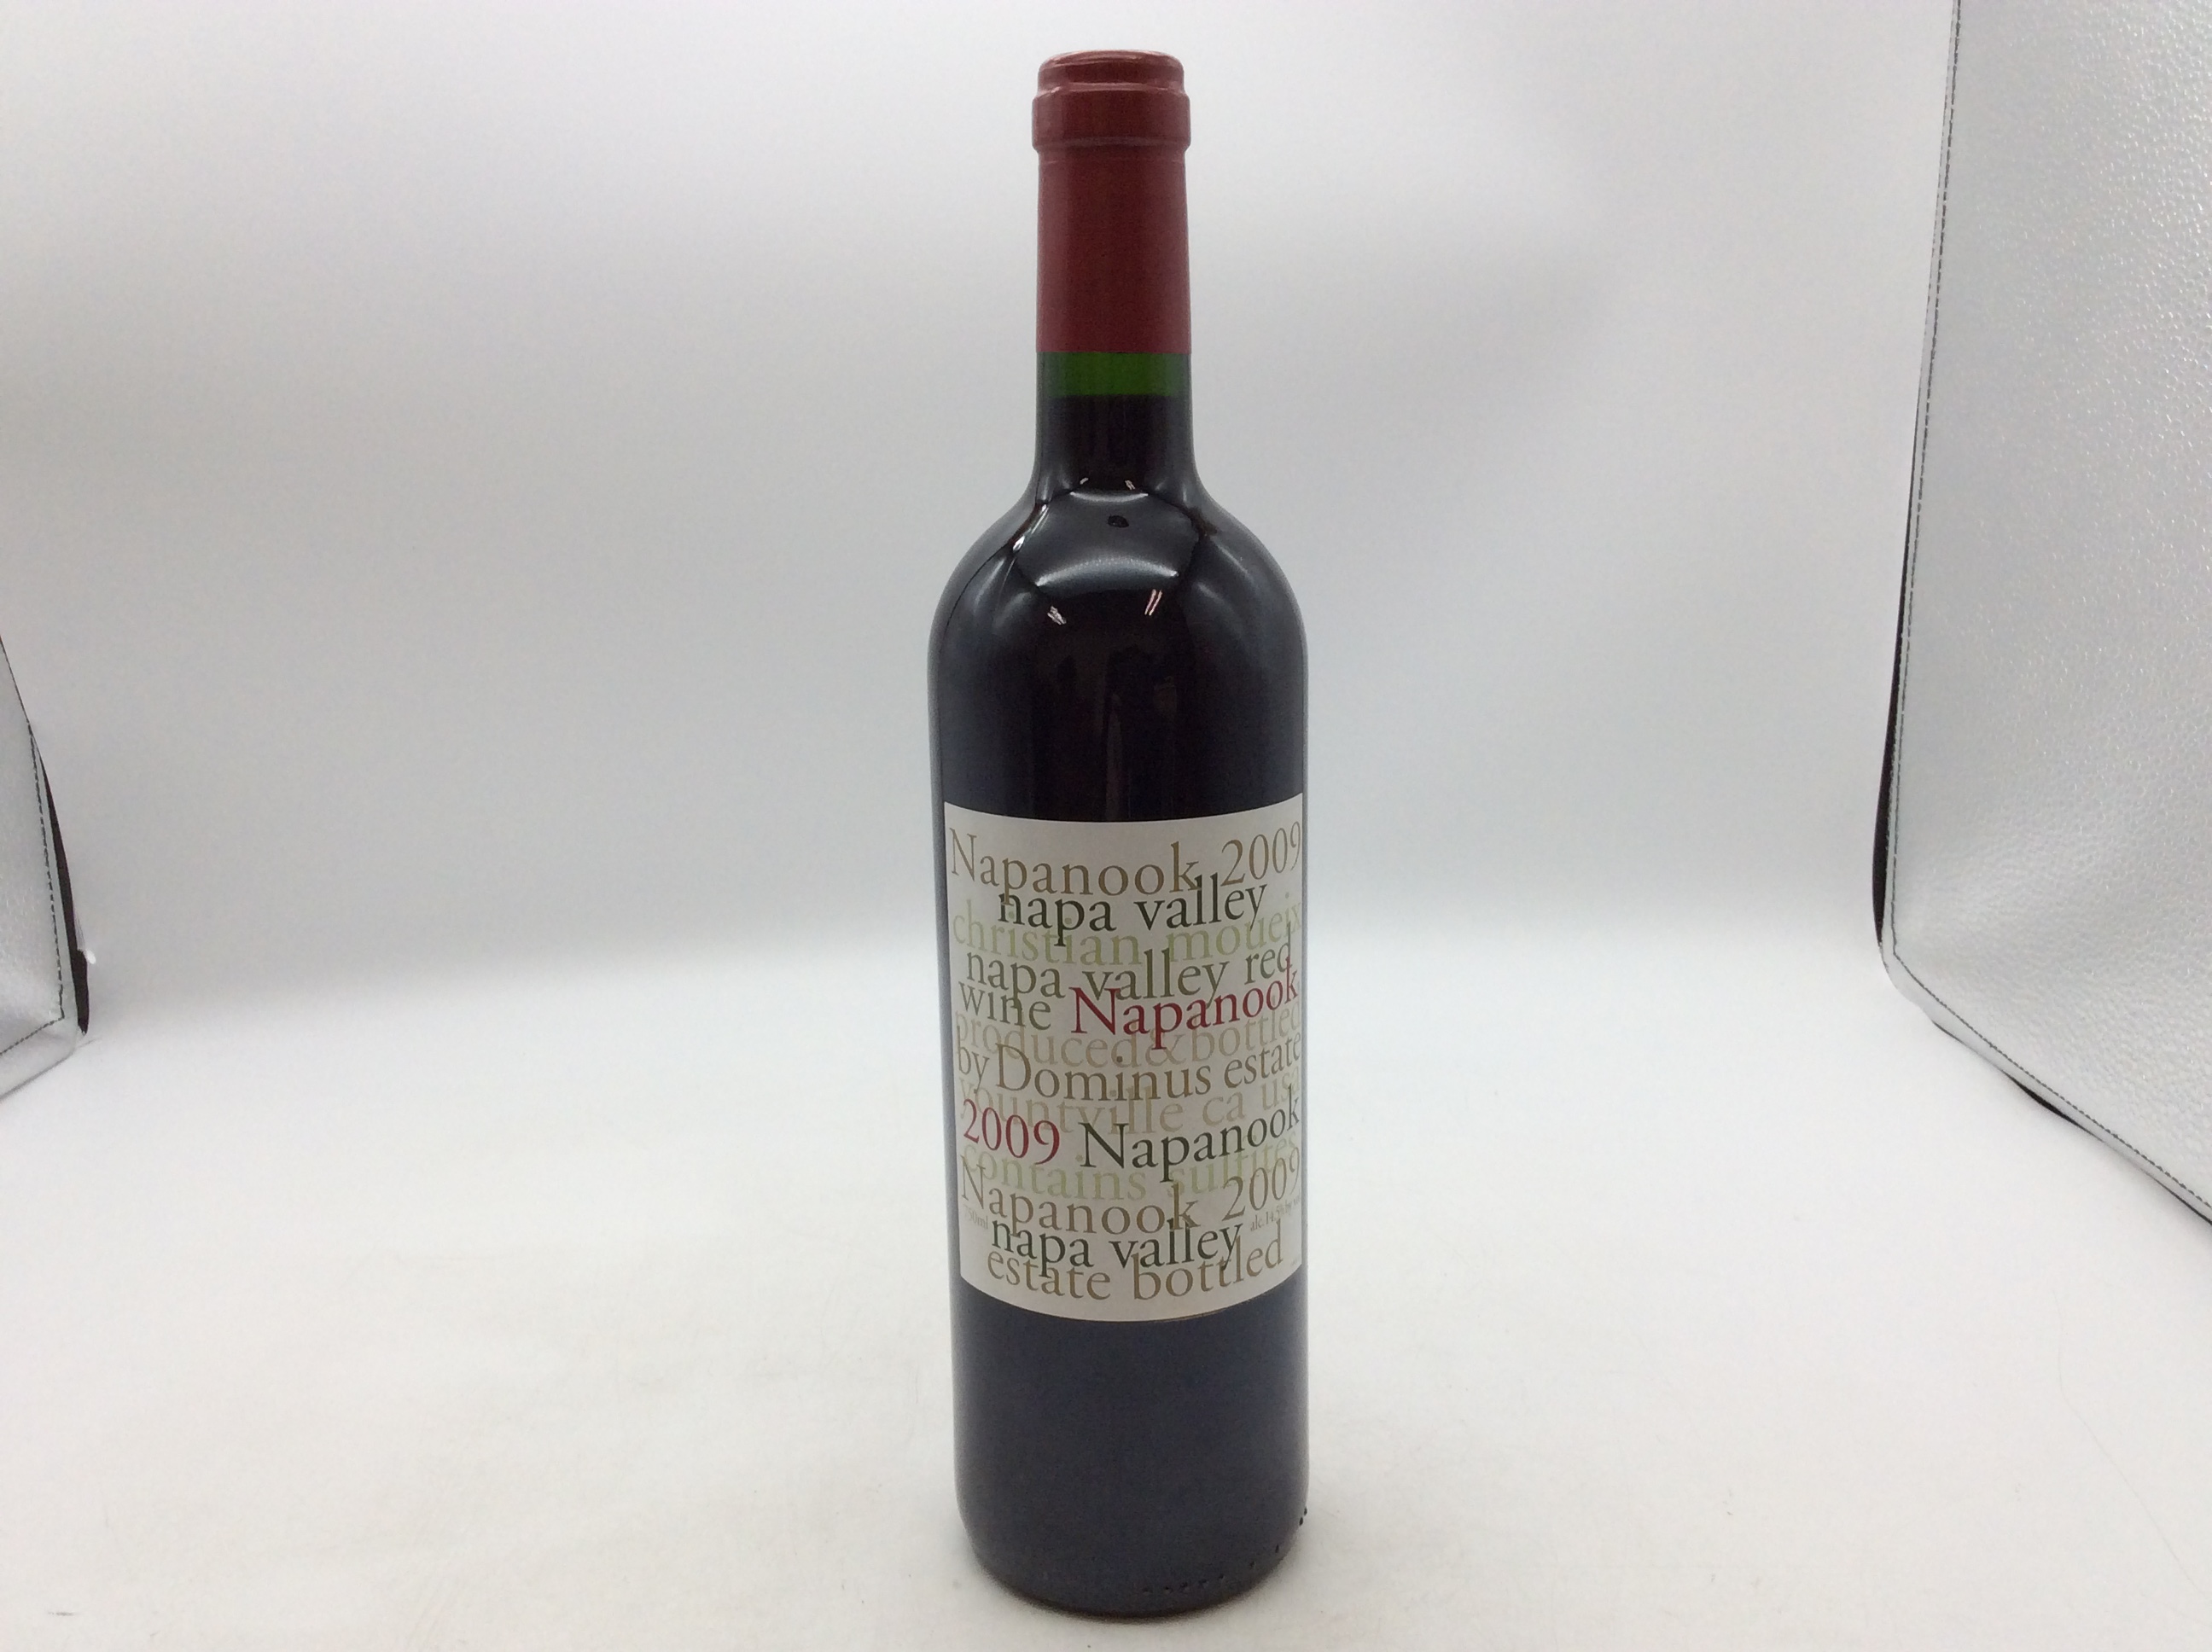 Napanook 2009
napa valley
christian moueix
napa valley red
wine Napanook
produced & bottled
by Dominus estate
yountville ca usa
2009 Napanook
contains sulfites
Napanook 2009
750ml
napa valley
estate bottled